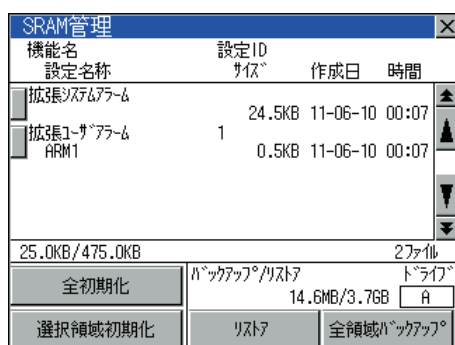 SRAM管理
機能名 設定ID
設定名称 ｻｲｽﾞ 作成日 時間
拡張ｼｽﾃﾑｱﾗｰﾑ
24.5KB 11-06-10 00:07
拡張ﾕｰｻﾞｱﾗｰﾑ 1
ARM1 0.5KB 11-06-10 00:07
25.0KB/475.0KB 2ﾌｧｲﾙ
全初期化 ﾊﾞｯｸｱｯﾌﾟ/ﾘｽﾄｱ ﾄﾞﾗｲﾌﾞ
14.6MB/3.7GB A
選択領域初期化 ﾘｽﾄｱ 全領域ﾊﾞｯｸｱｯﾌﾟ